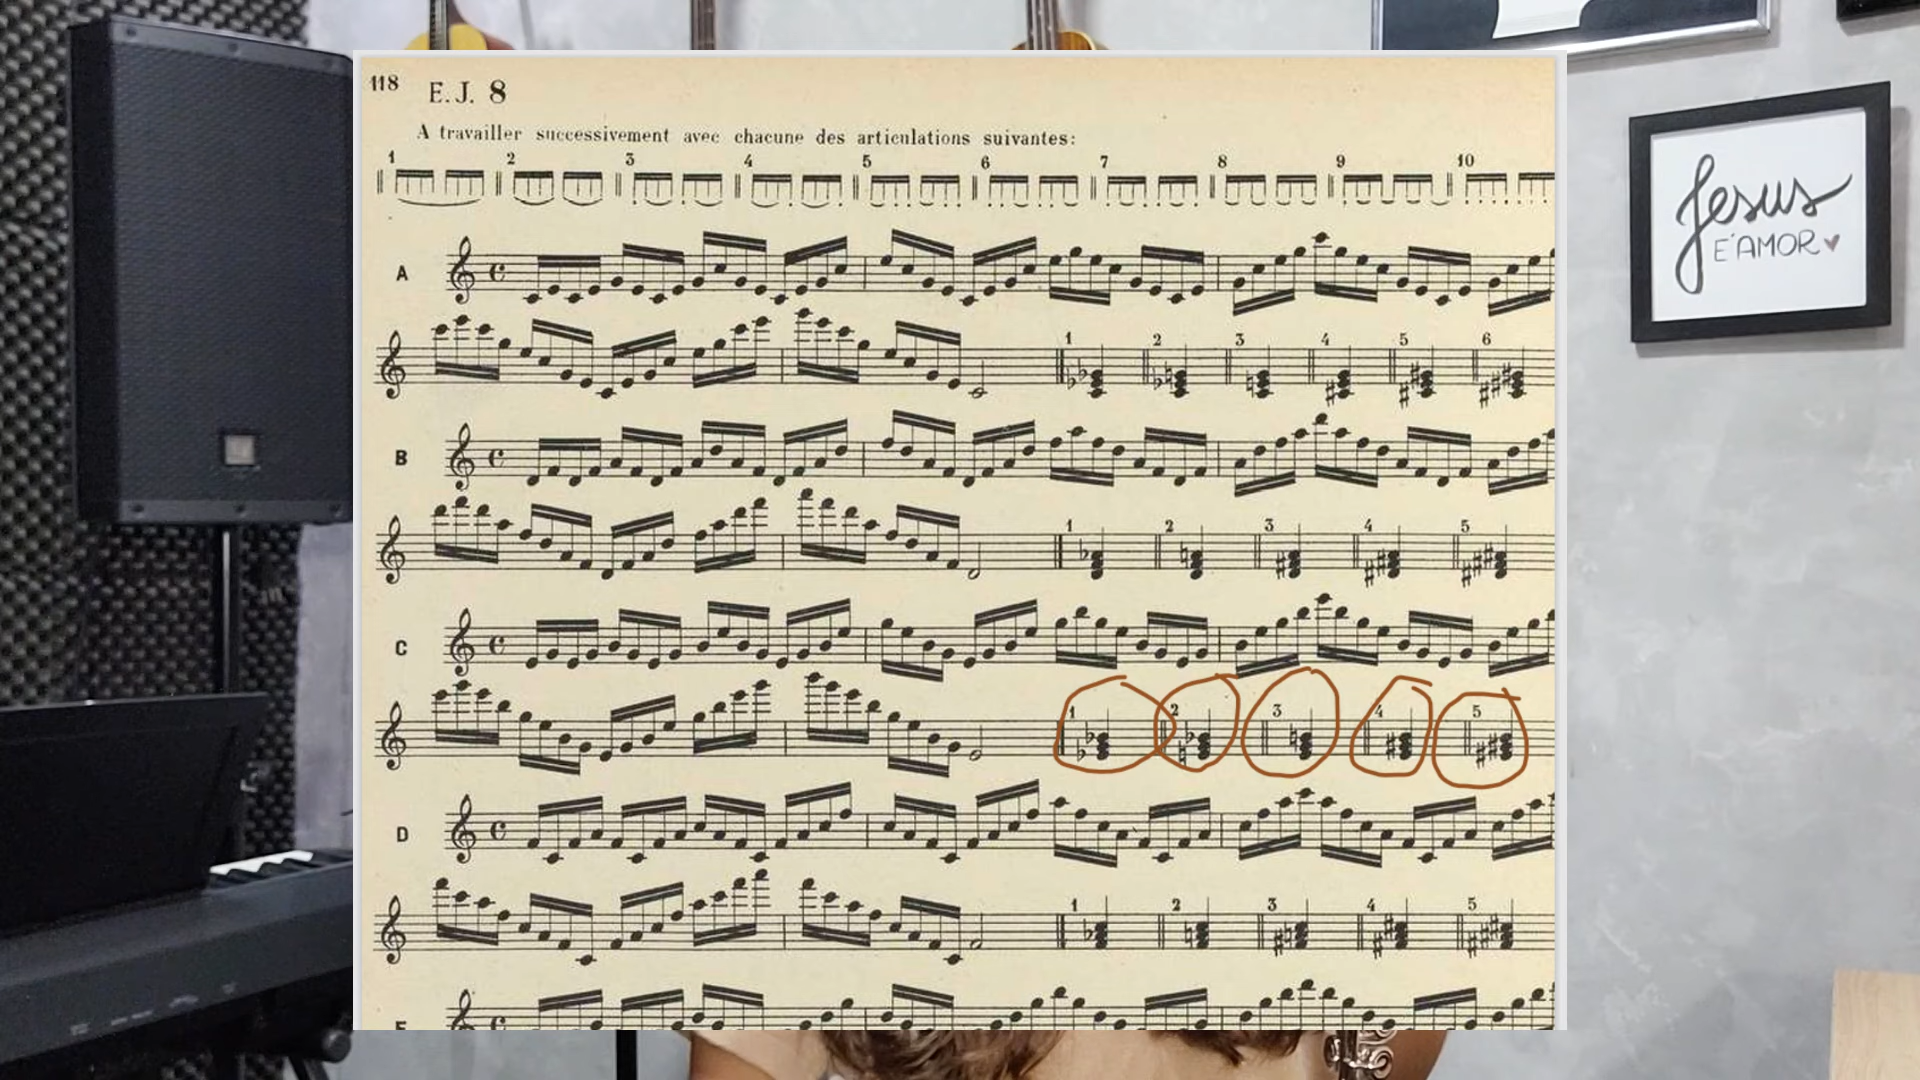 118 E.J. 8
A travailler successivement avec chacune des articulations suivantes:
1 2 3 4 5 6 7 8 9 10
A
1 2 3 4 5 6
B
1 2 3 4 5
C
1 2 3 4 5
D
1 2 3 4 5
Jesus
E'AMOR